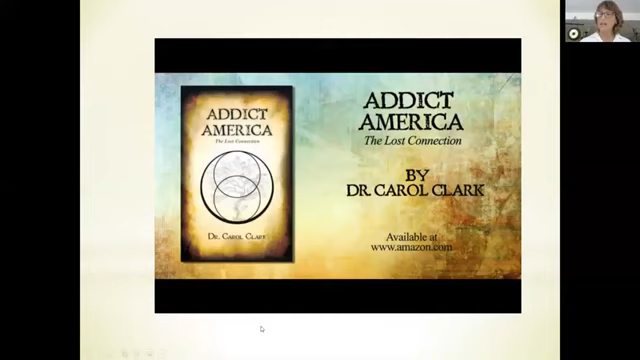 ADDICT
AMERICA
The Lost Connection
DR. CAROL CLARK
ADDICT
AMERICA
The Lost Connection
BY
DR. CAROL CLARK
Available at
www.amazon.com